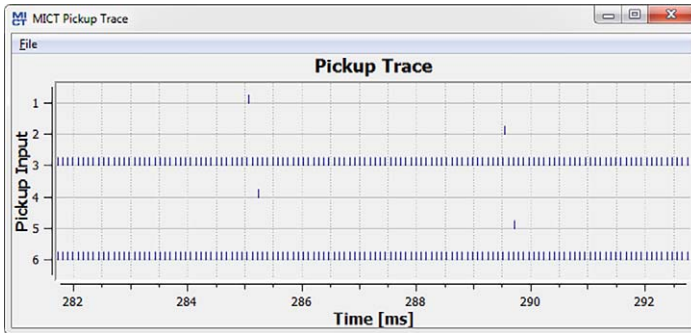 MICT Pickup Trace
File
Pickup Trace
Pickup Input
1
2
3
4
5
6
282 284 286 288 290 292
Time [ms]